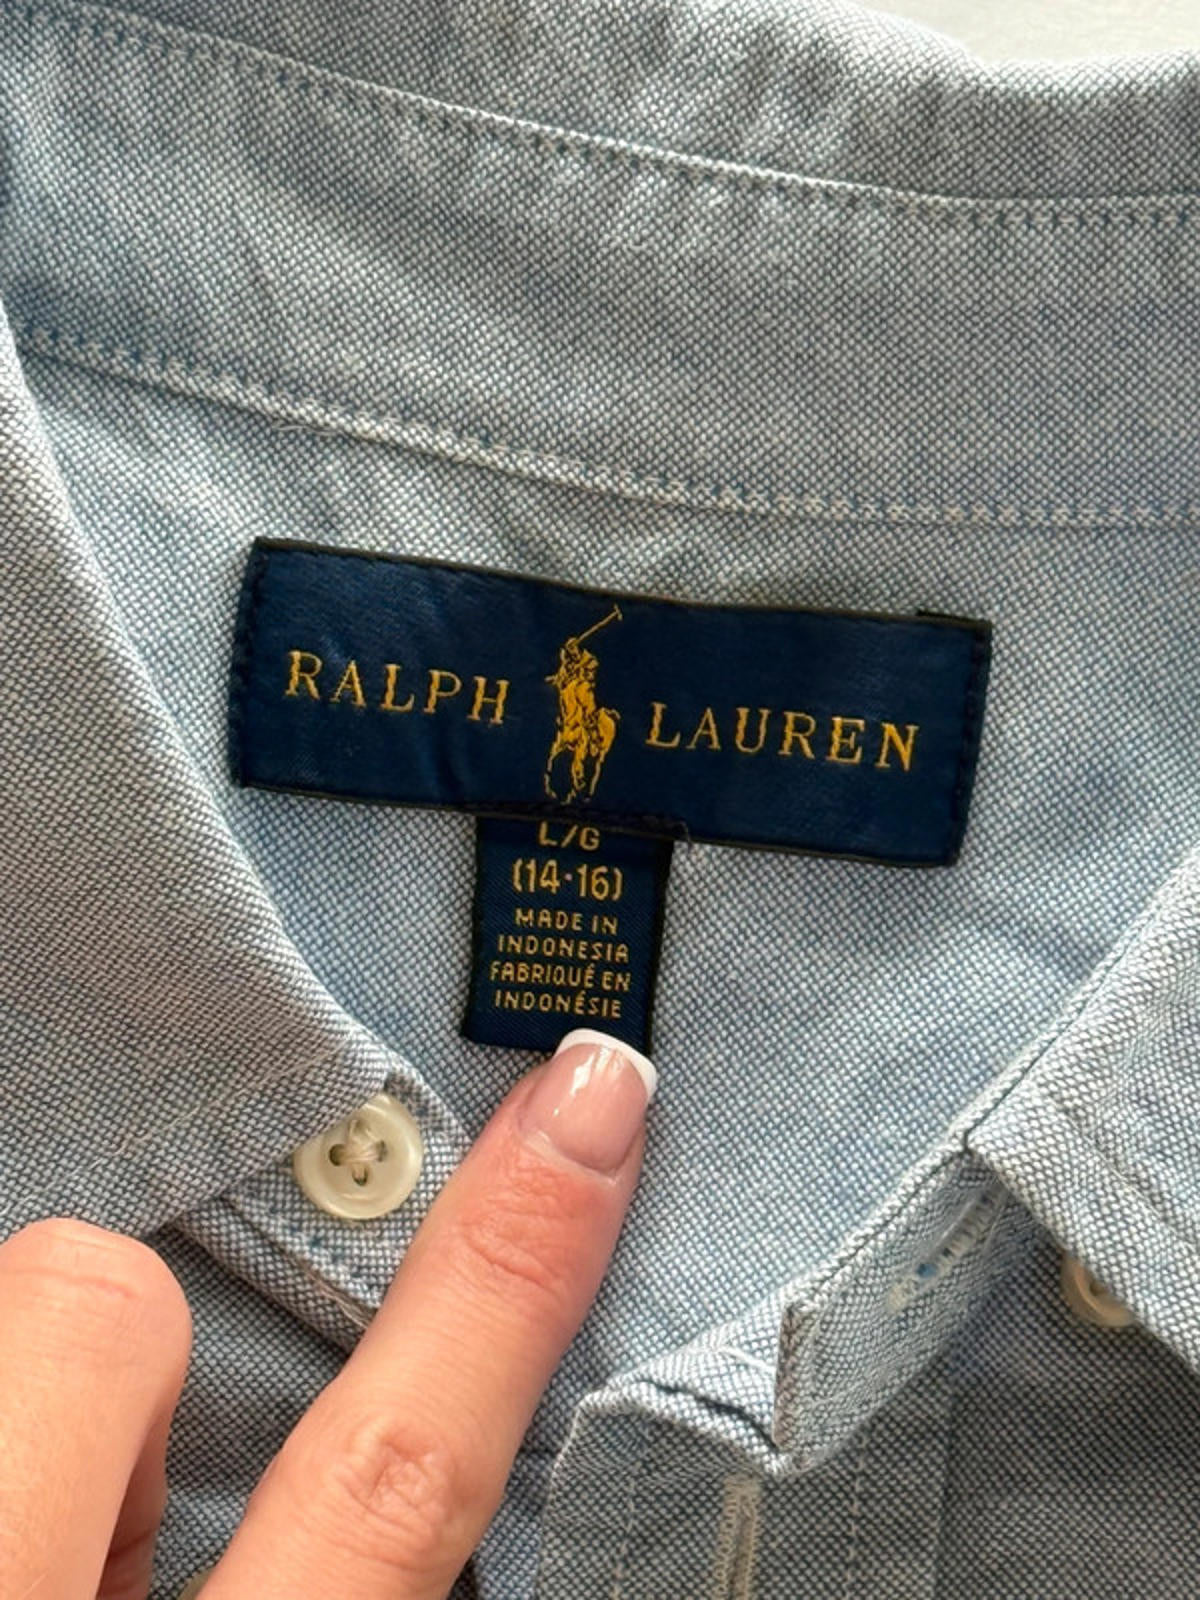 RALPH LAUREN
L/G
(14•16)
MADE IN
INDONESIA
FABRIQUÉ EN
INDONÉSIE